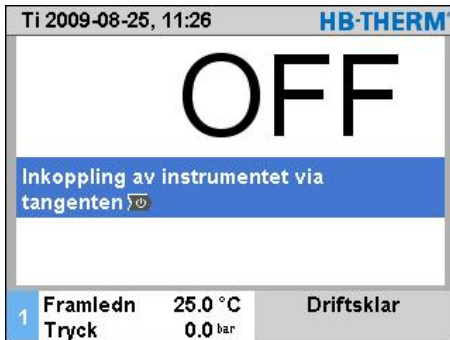 Ti 2009-08-25, 11:26 HB-THERM
OFF
Inkoppling av instrumentet via
tangenten
1 Framledn 25.0 °C Driftsklar
Tryck 0.0 bar